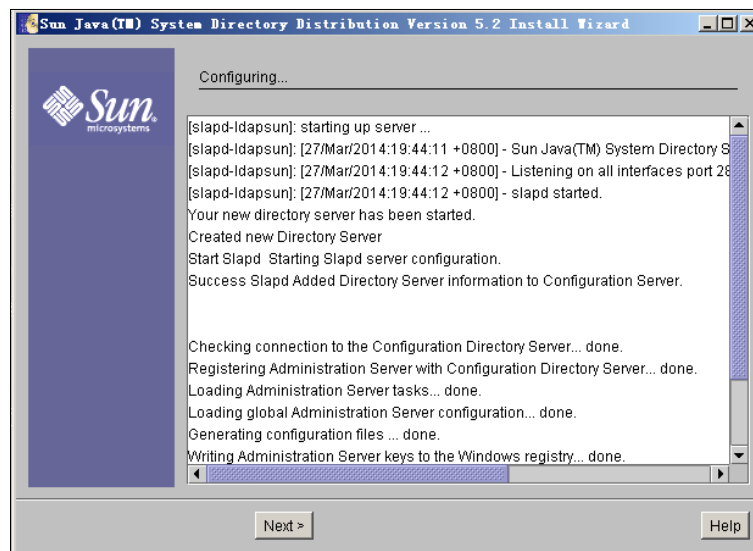 Sun Java(TM) System Directory Distribution Version 5.2 Install Wizard
Sun
microsystems
Configuring...
[slapd-ldapsun]: starting up server ...
[slapd-ldapsun]: [27/Mar/2014:19:44:11 +0800] - Sun Java(TM) System Directory S
[slapd-ldapsun]: [27/Mar/2014:19:44:12 +0800] - Listening on all interfaces port 28
[slapd-ldapsun]: [27/Mar/2014:19:44:12 +0800] - slapd started.
Your new directory server has been started.
Created new Directory Server
Start Slapd  Starting Slapd server configuration.
Success Slapd Added Directory Server information to Configuration Server.
Checking connection to the Configuration Directory Server... done.
Registering Administration Server with Configuration Directory Server... done.
Loading Administration Server tasks... done.
Loading global Administration Server configuration... done.
Generating configuration files ... done.
Writing Administration Server keys to the Windows registry... done.
Next >
Help